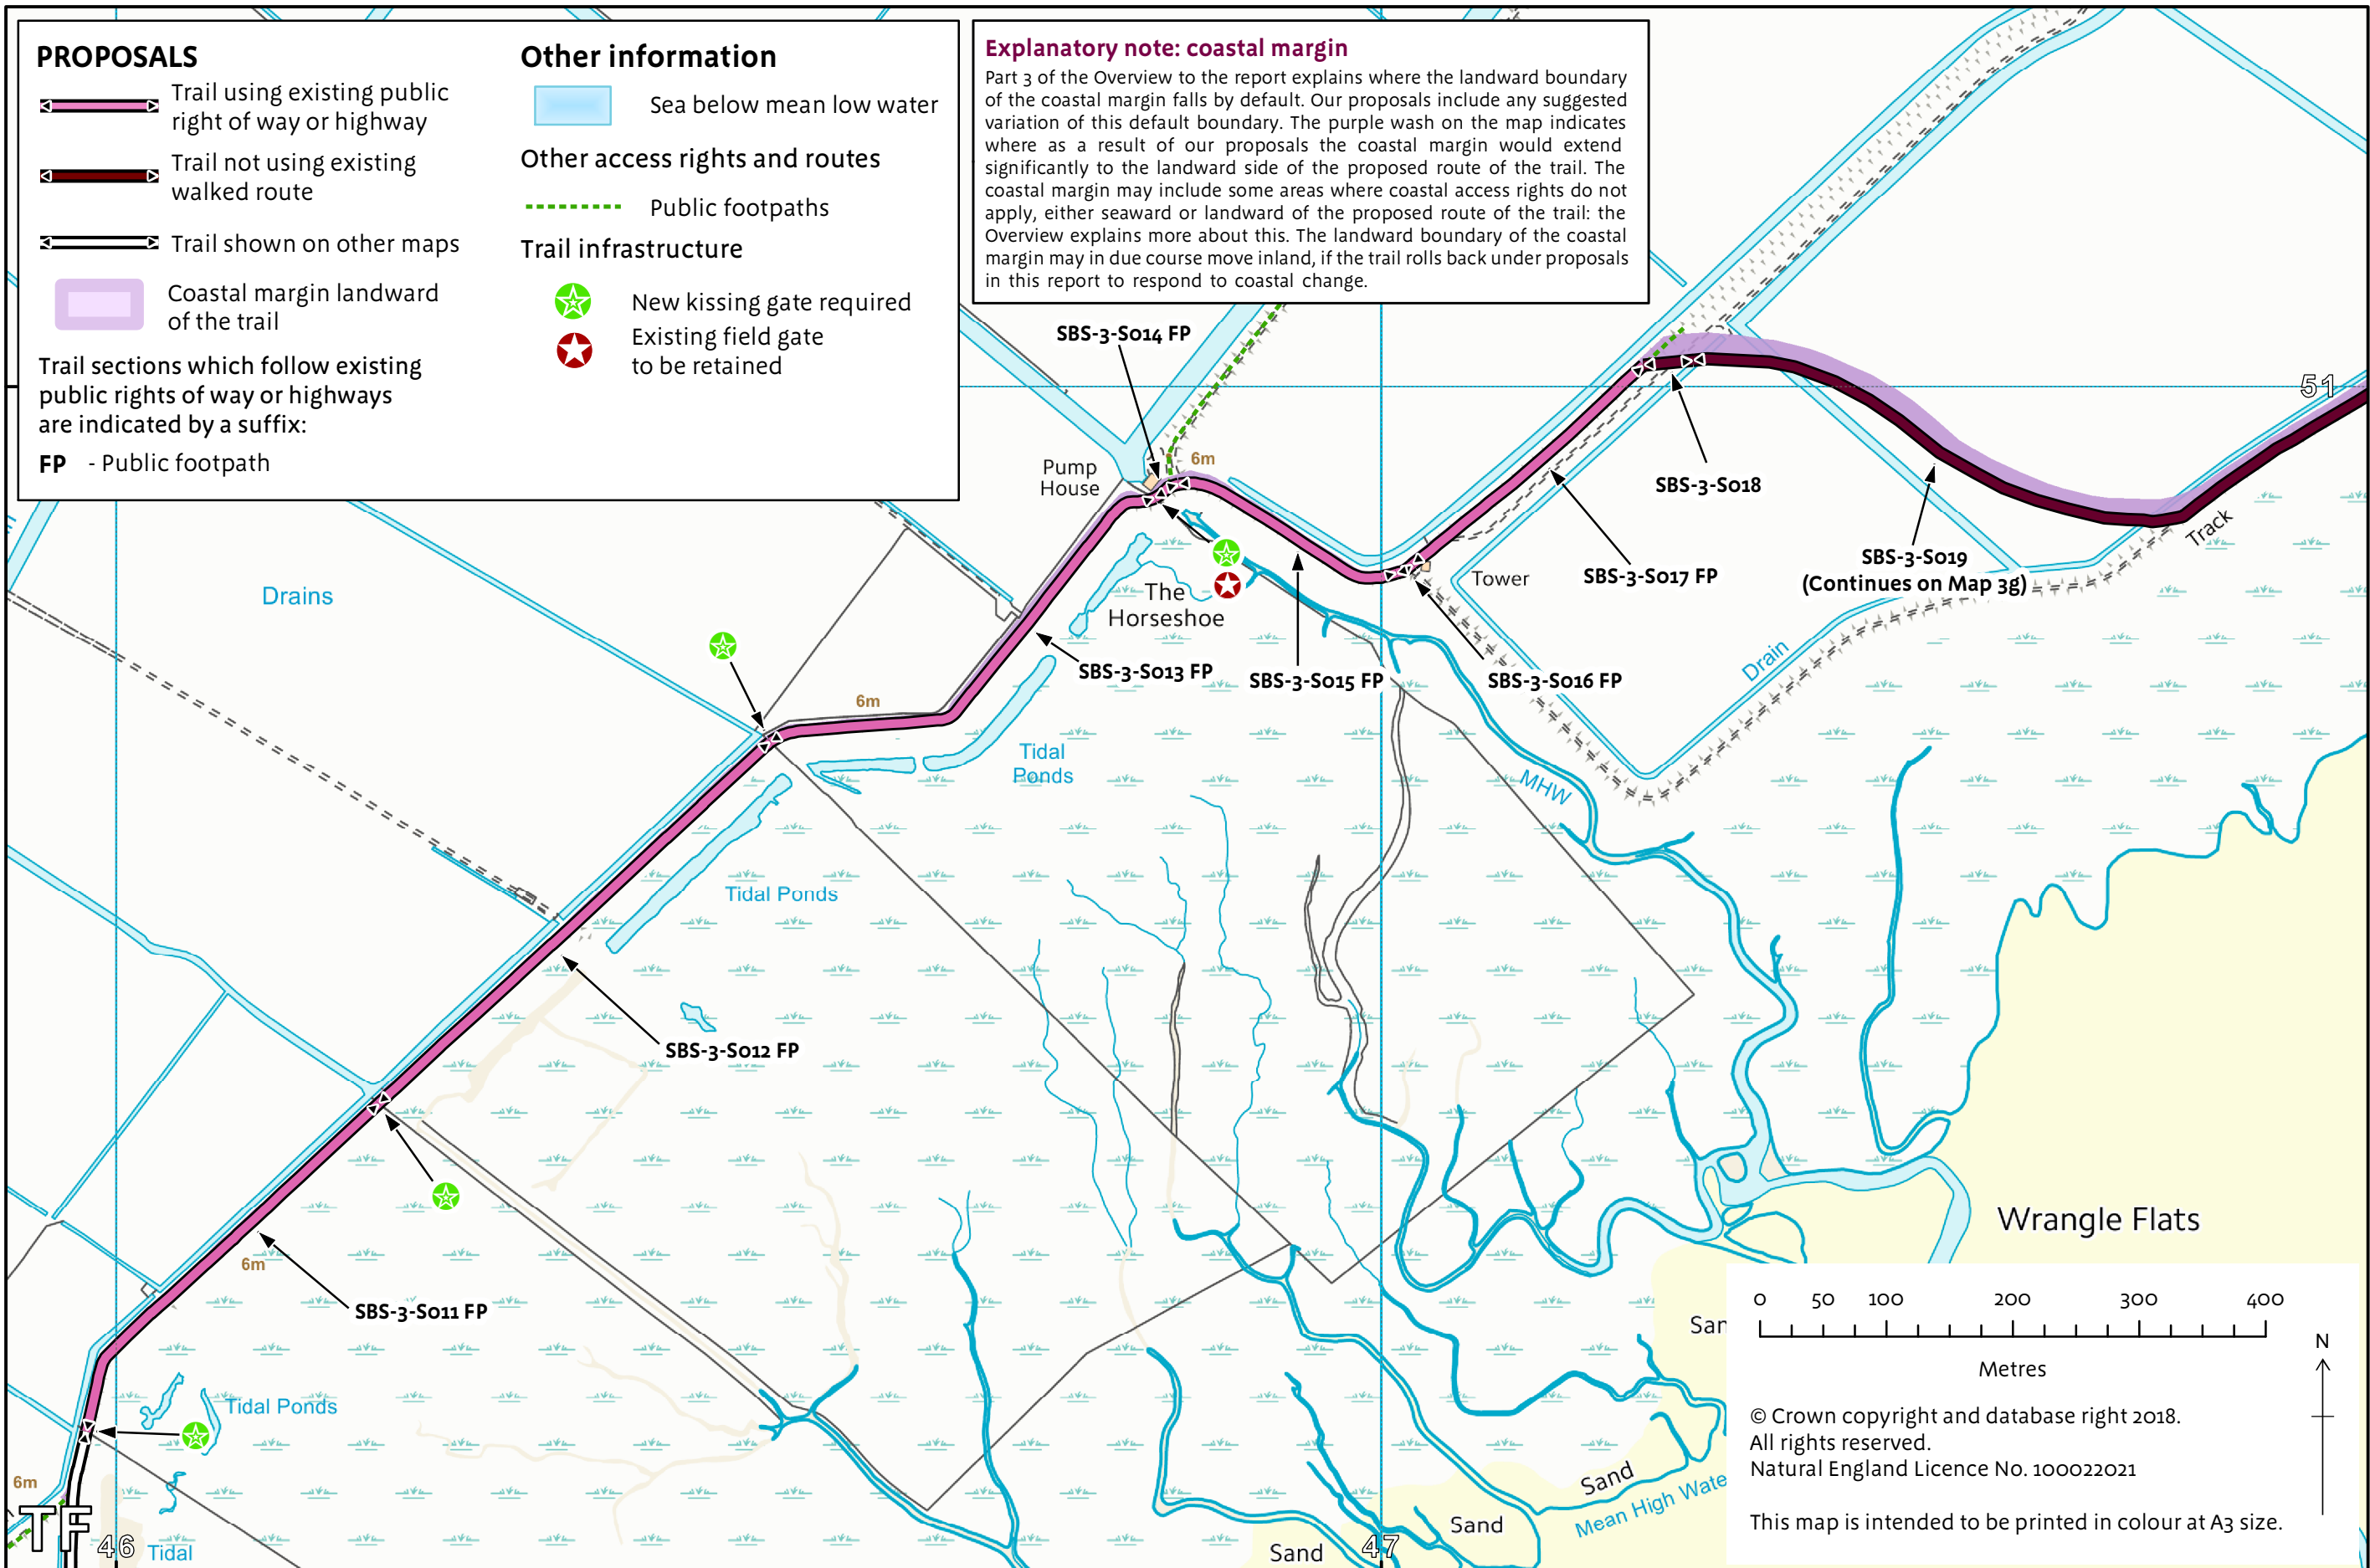 PROPOSALS
Trail using existing public
right of way or highway
Trail not using existing
walked route
Trail shown on other maps
Coastal margin landward
of the trail
Trail sections which follow existing
public rights of way or highways
are indicated by a suffix:
FP - Public footpath
Other information
Sea below mean low water
Other access rights and routes
Public footpaths
Trail infrastructure
New kissing gate required
Existing field gate
to be retained
Explanatory note: coastal margin
Part 3 of the Overview to the report explains where the landward boundary
of the coastal margin falls by default. Our proposals include any suggested
variation of this default boundary. The purple wash on the map indicates
where as a result of our proposals the coastal margin would extend
significantly to the landward side of the proposed route of the trail. The
coastal margin may include some areas where coastal access rights do not
apply, either seaward or landward of the proposed route of the trail: the
Overview explains more about this. The landward boundary of the coastal
margin may in due course move inland, if the trail rolls back under proposals
in this report to respond to coastal change.
SBS-3-S014 FP
51
Pump
House
6m
SBS-3-S018
SBS-3-S019
(Continues on Map 3g)
Track
SBS-3-S017 FP
Tower
The
Horseshoe
Drains
SBS-3-S013 FP
SBS-3-S015 FP
SBS-3-S016 FP
Drain
6m
Tidal
Ponds
MHW
Tidal Ponds
SBS-3-S012 FP
Wrangle Flats
6m
SBS-3-S011 FP
Tidal Ponds
6m
TF
46
Tidal
Sand
Sand
Sand
47
Mean High Wate
San
0 50 100 200 300 400
Metres
N
© Crown copyright and database right 2018.
All rights reserved.
Natural England Licence No. 100022021
This map is intended to be printed in colour at A3 size.